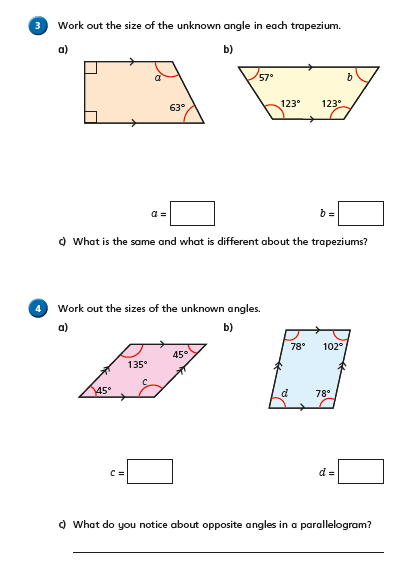 3 Work out the size of the unknown angle in each trapezium.
a) b)
a 63°
57° b
123° 123°
a = b =
c) What is the same and what is different about the trapeziums?
4 Work out the sizes of the unknown angles.
a) b)
135° 45°
45° c
78° 102°
d 78°
c = d =
c) What do you notice about opposite angles in a parallelogram?